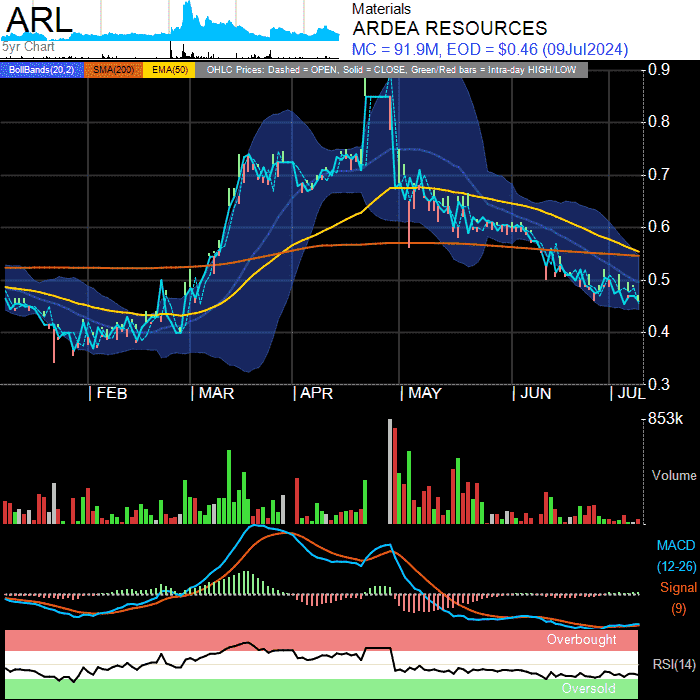 ARL
5yr Chart
Materials
ARDEA RESOURCES
MC = 91.9M, EOD = $0.46 (09Jul2024)
BollBands(20,2) SMA(200) EMA(50) OHLC Prices: Dashed = OPEN, Solid = CLOSE, Green/Red bars = Intra-day HIGH/LOW
0.9
0.8
0.7
0.6
0.5
0.4
0.3
| FEB | MAR | APR | MAY | JUN | JUL
853k
Volume
MACD
(12-26)
Signal
(9)
Overbought
RSI(14)
Oversold